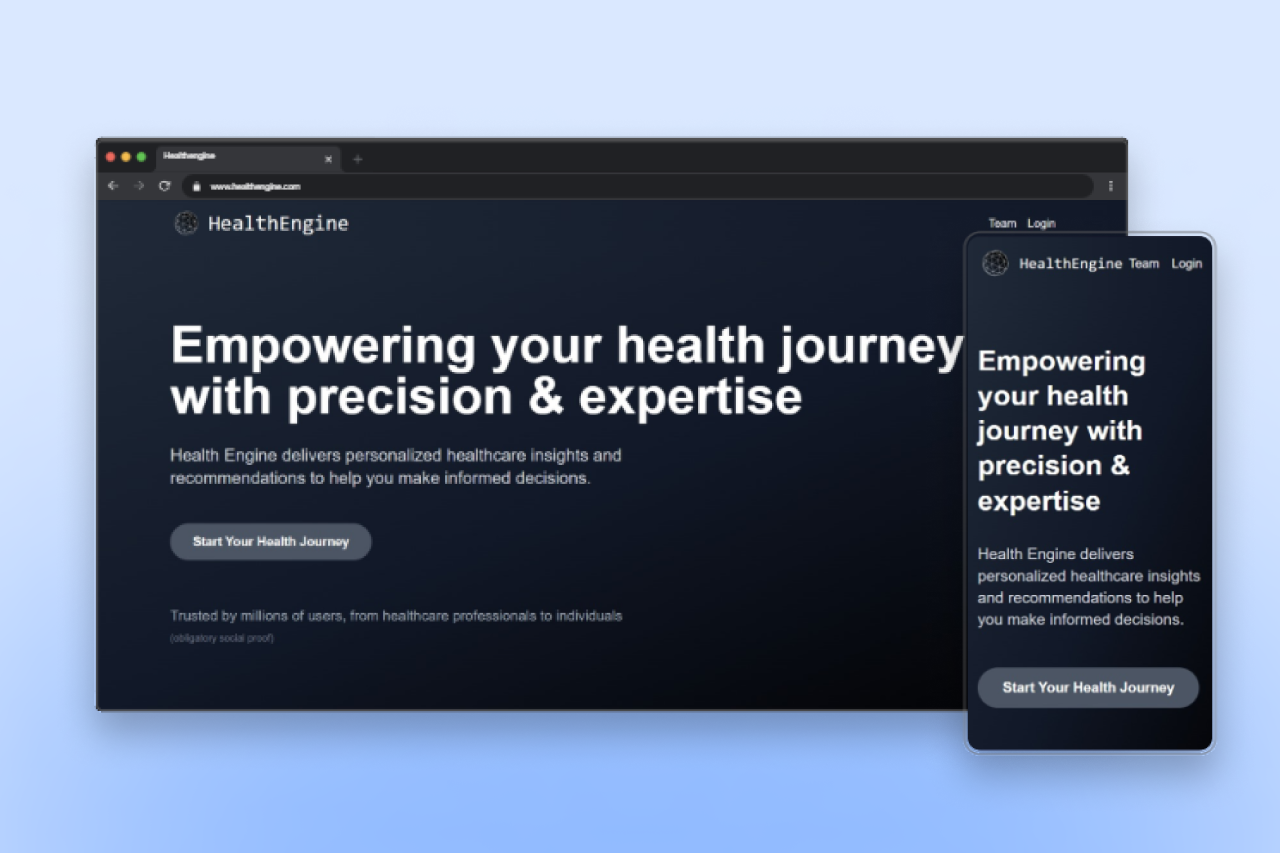 Healthengine
www.healthengine.com
HealthEngine
Team Login
Empowering your health journey
with precision & expertise
Health Engine delivers personalized healthcare insights and
recommendations to help you make informed decisions.
Start Your Health Journey
Trusted by millions of users, from healthcare professionals to individuals
(obligatory social proof)
HealthEngine Team Login
Empowering
your health
journey with
precision &
expertise
Health Engine delivers
personalized healthcare insights
and recommendations to help
you make informed decisions.
Start Your Health Journey